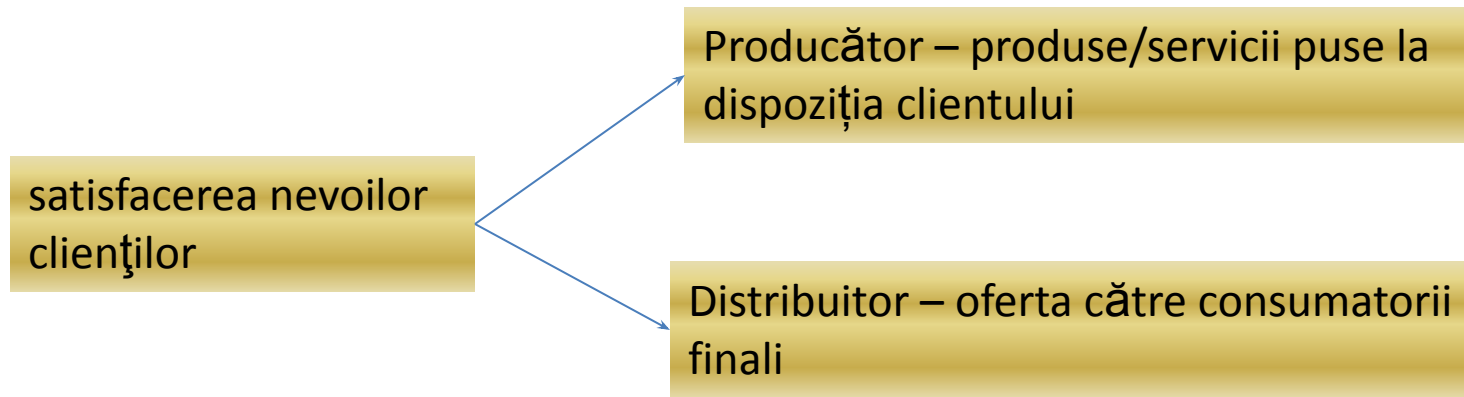 Producător – produse/servicii puse la
dispoziția clientului
satisfacerea nevoilor
clienţilor
Distribuitor – oferta către consumatorii
finali